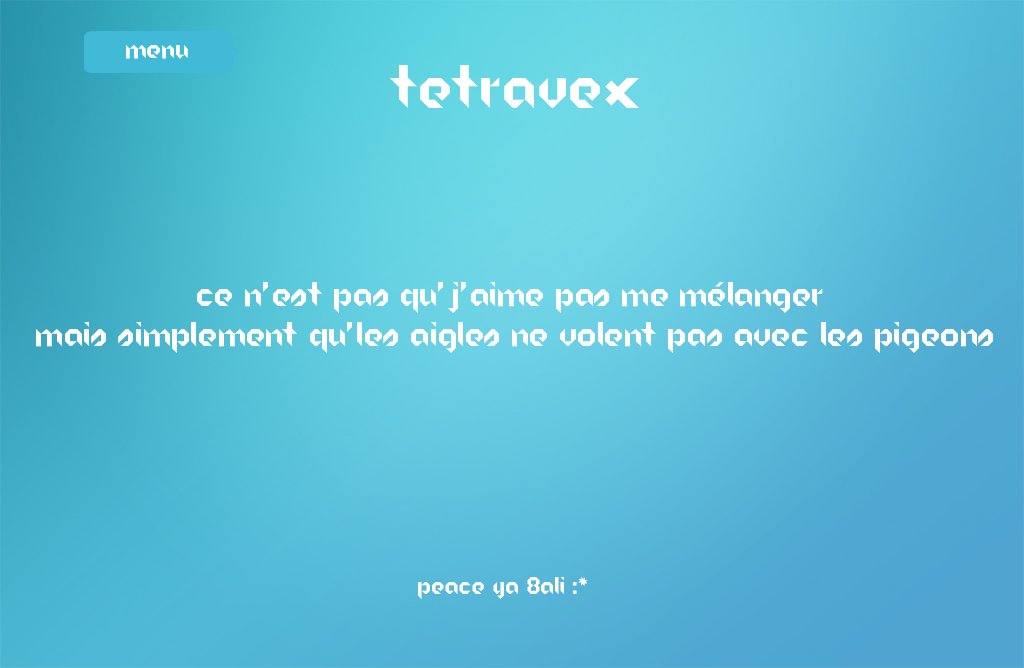 menu
tetravex
ce n'est pas qu'j'aime pas me mélanger
mais simplement qu'les aigles ne volent pas avec les pigeons
peace ya 8ali :*